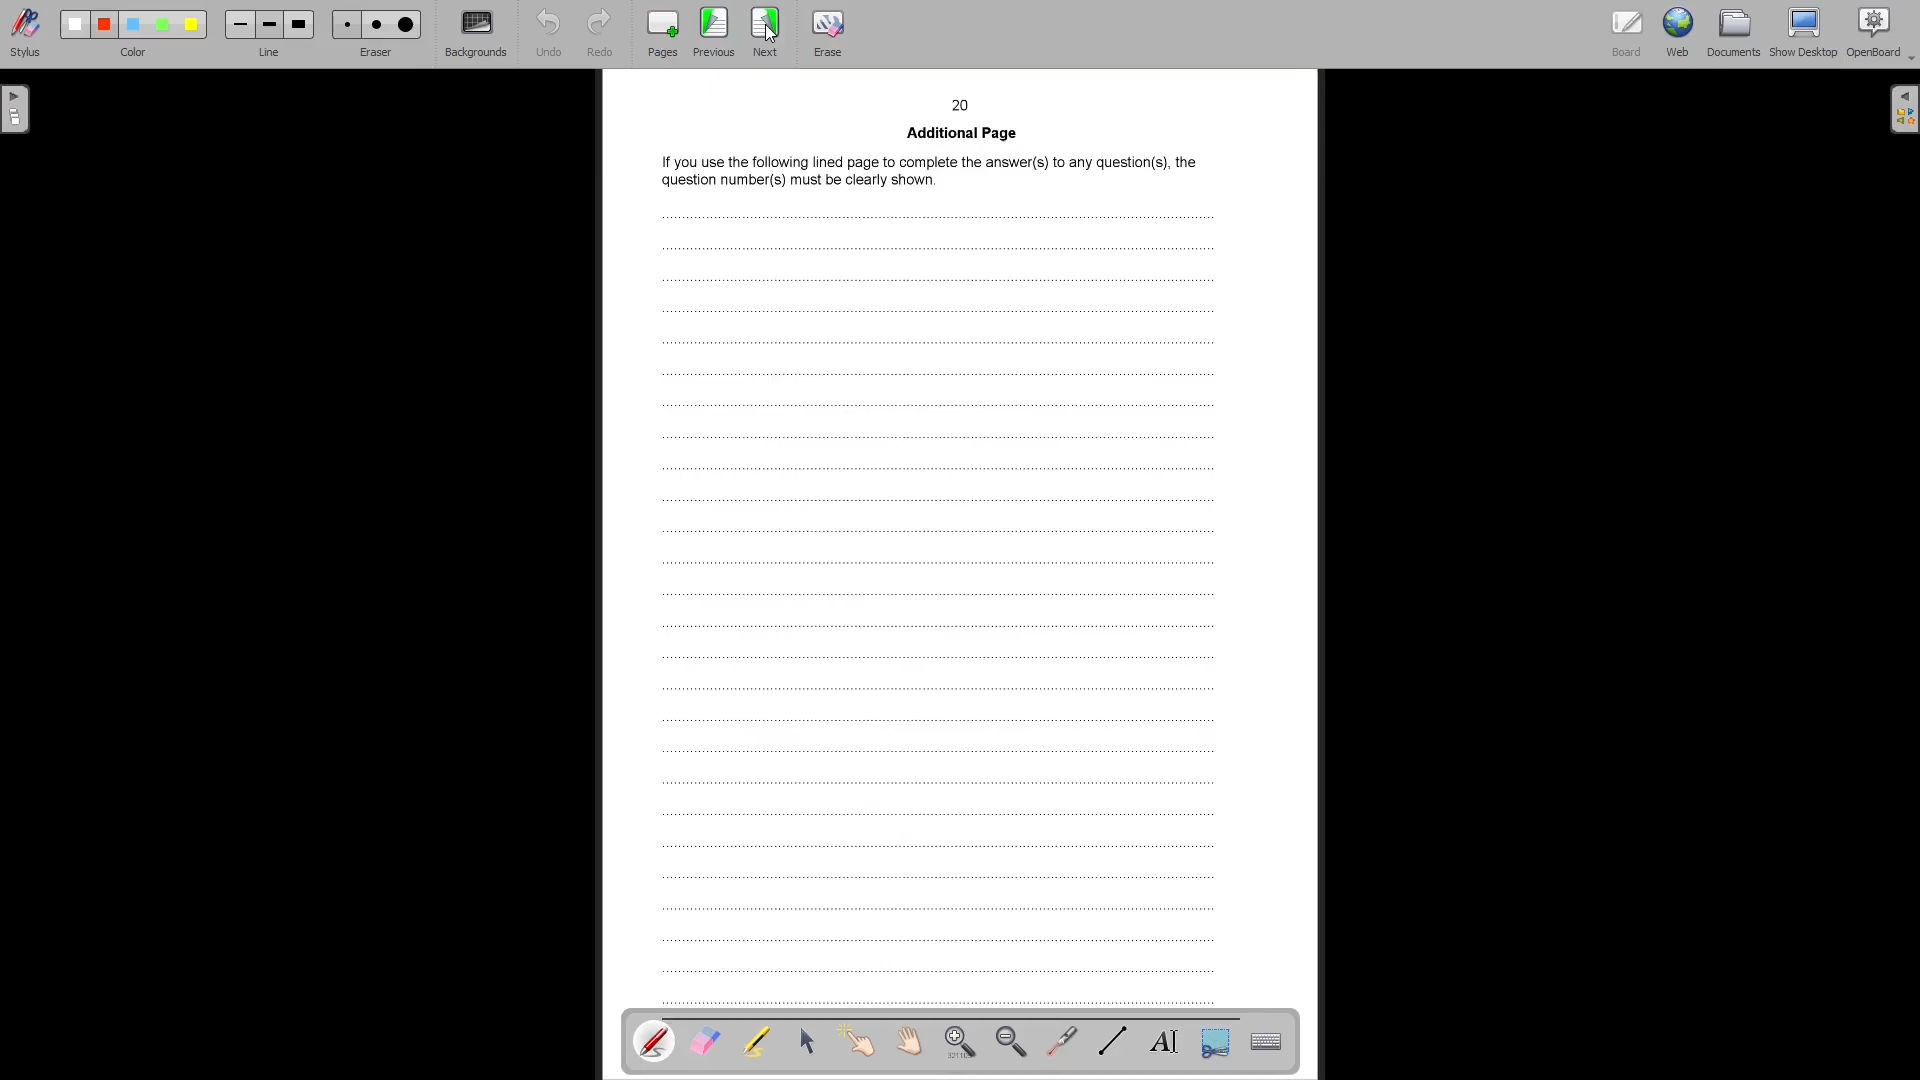 Stylus
Color
Line
Eraser
Backgrounds
Undo
Redo
Pages
Previous
Next
Erase
Board
Web
Documents
Show Desktop
OpenBoard
20
Additional Page
If you use the following lined page to complete the answer(s) to any question(s), the
question number(s) must be clearly shown.